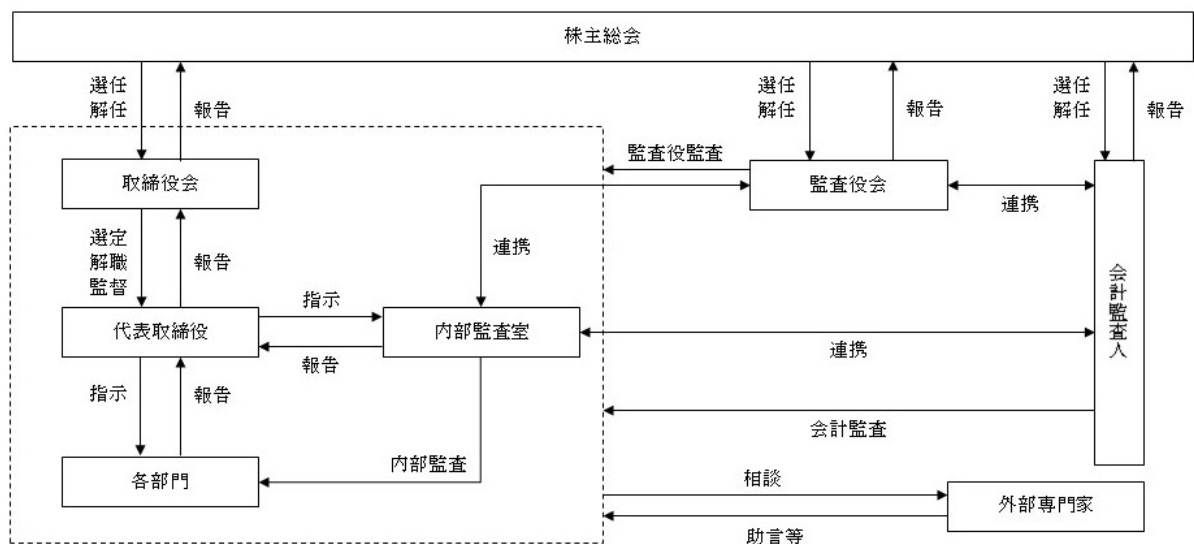 株主総会
選任
解任
報告
選任
解任
報告
選任
解任
報告
取締役会
監査役監査
監査役会
連携
選定
解職
監督
報告
連携
会計監査人
代表取締役
指示
報告
内部監査室
連携
指示
報告
会計監査
各部門
内部監査
相談
外部専門家
助言等